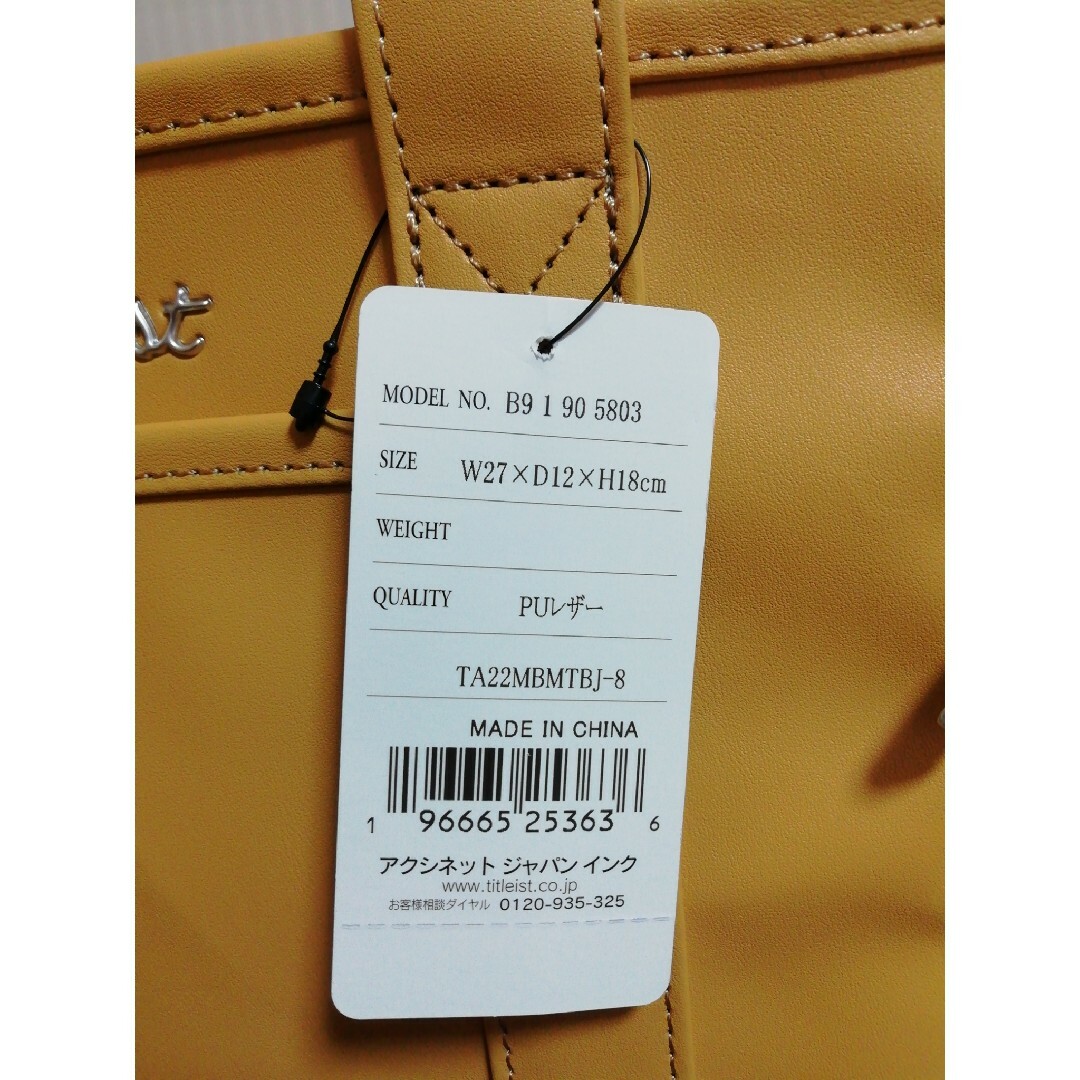 st
MODEL NO. B9 1 90 5803
SIZE W27×D12×H18cm
WEIGHT
QUALITY PUレザー
TA22MBMTBJ-8
MADE IN CHINA
1 96665 25363 6
アクシネット ジャパン インク
www.titleist.co.jp
お客様相談ダイヤル 0120-935-325